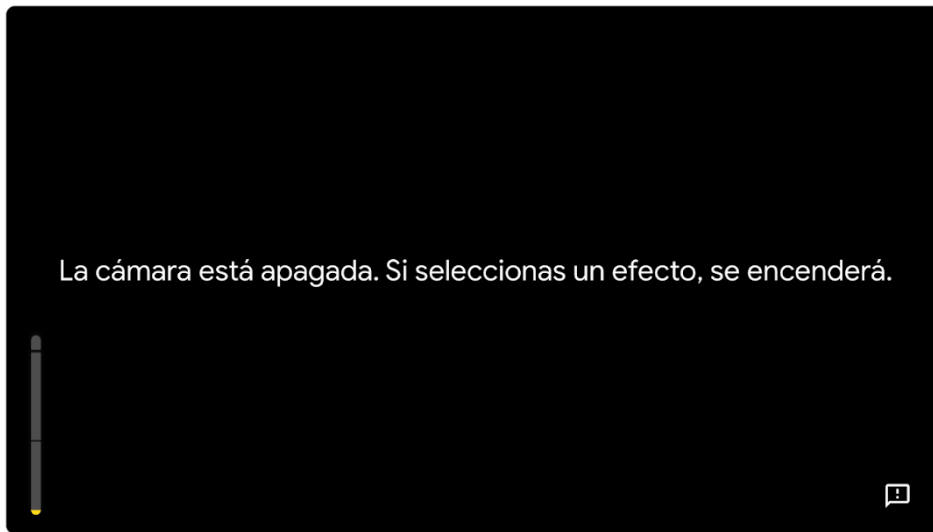 La cámara está apagada. Si seleccionas un efecto, se encenderá.